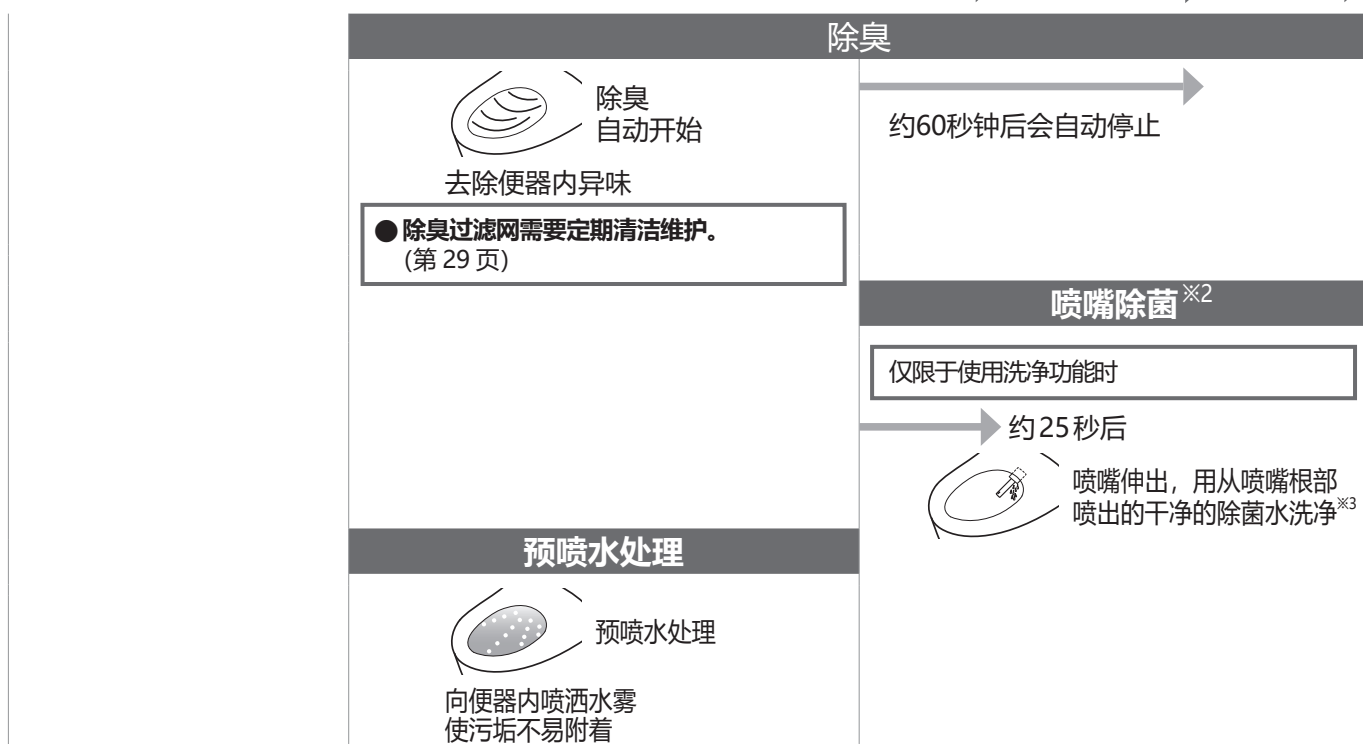 除臭
除臭
自动开始
去除便器内异味
●除臭过滤网需要定期清洁维护。
(第 29 页)
约60秒钟后会自动停止
喷嘴除菌※2
仅限于使用洗净功能时
约25秒后
喷嘴伸出，用从喷嘴根部
喷出的干净的除菌水洗净※3
预喷水处理
预喷水处理
向便器内喷洒水雾
使污垢不易附着